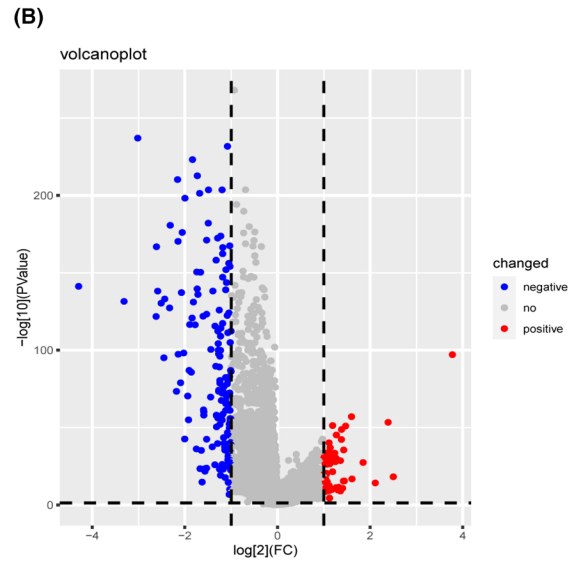 (B)
volcanoplot
200
100
0
−log[10](PValue)
−4
−2
0
2
4
log[2](FC)
changed
negative
no
positive